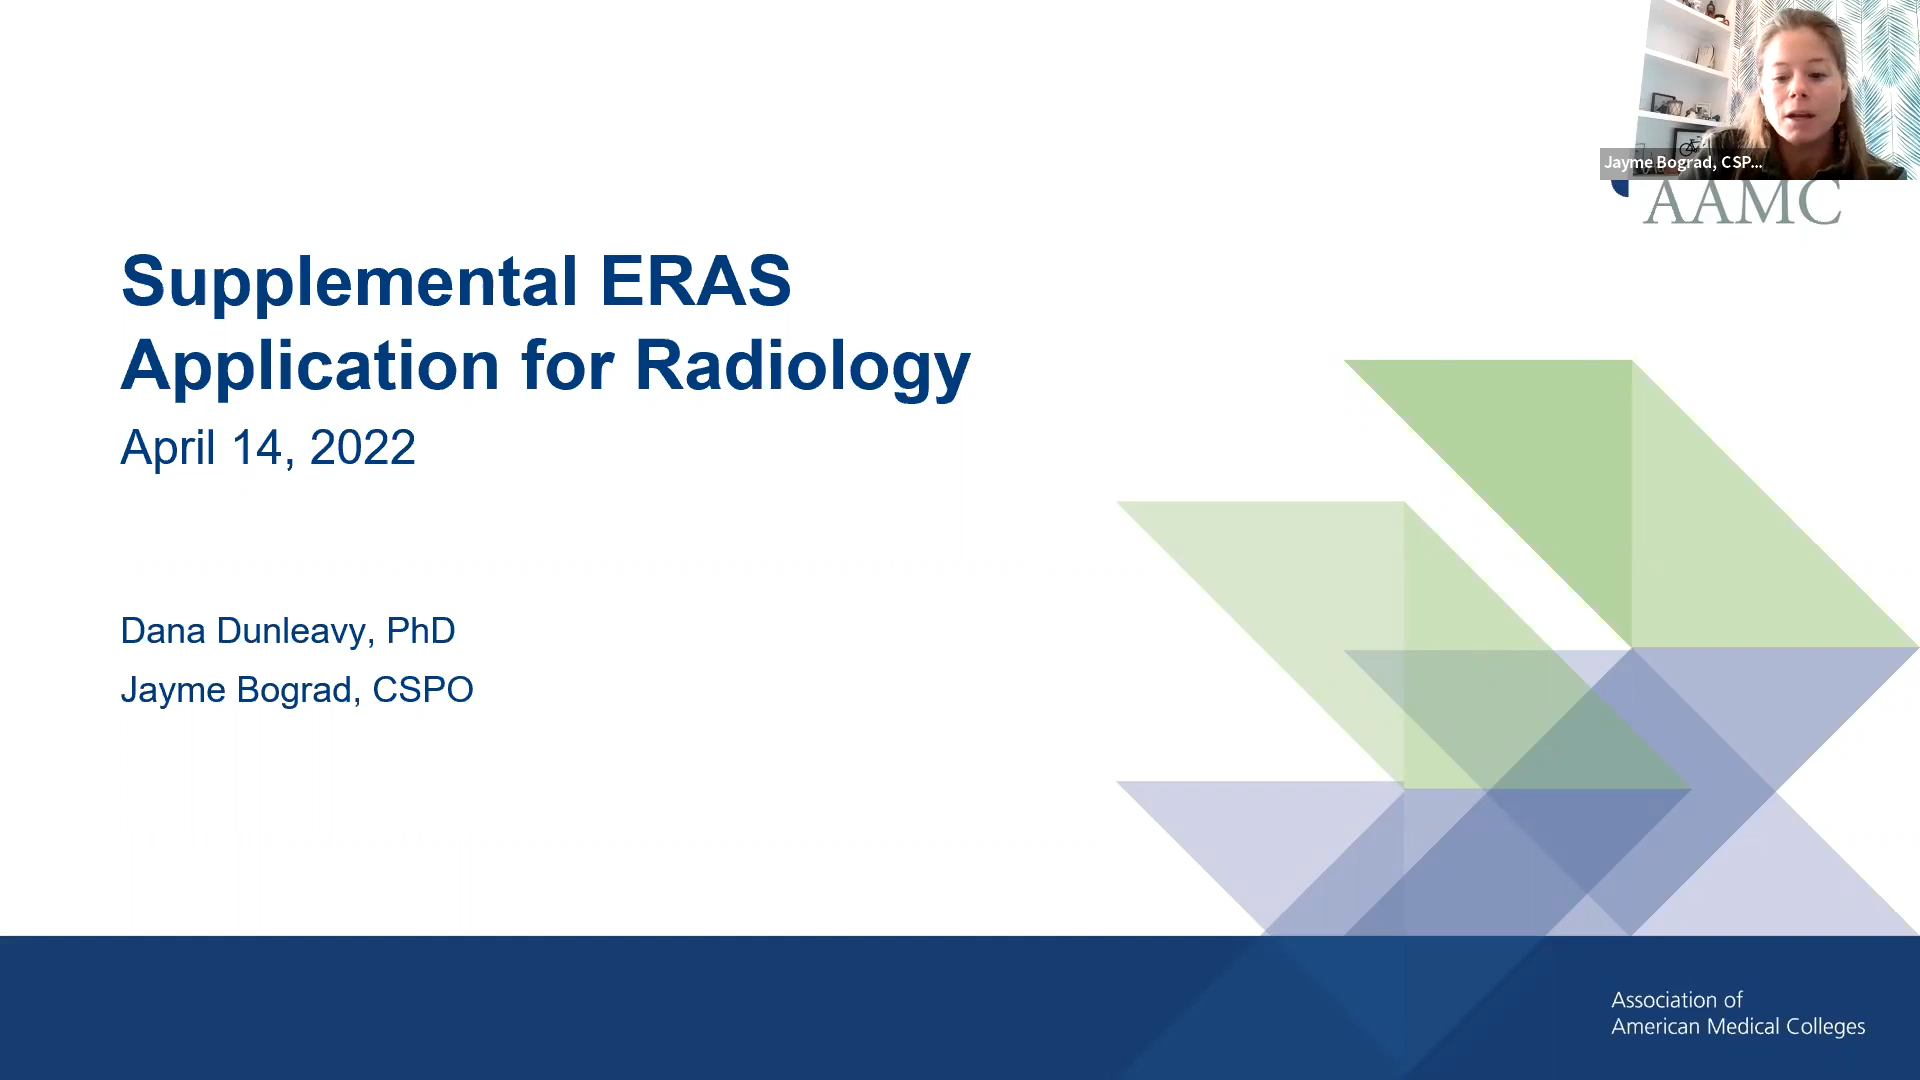 Jayme Bograd, CSP...
AAMC
Supplemental ERAS
Application for Radiology
April 14, 2022
Dana Dunleavy, PhD
Jayme Bograd, CSPO
Association of
American Medical Colleges